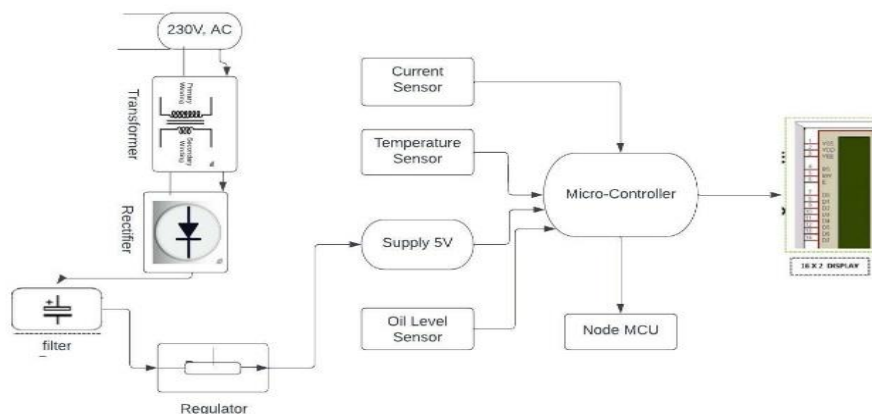 230V, AC
Primary
Winding
Secondary
Winding
Transformer
Rectifier
filter
Regulator
Current
Sensor
Temperature
Sensor
Supply 5V
Oil Level
Sensor
Micro-Controller
Node MCU
VSS
VDD
VEE
RS
RW
E
D0
D1
D2
D3
D4
D5
D6
D7
16 X 2 DISPLAY